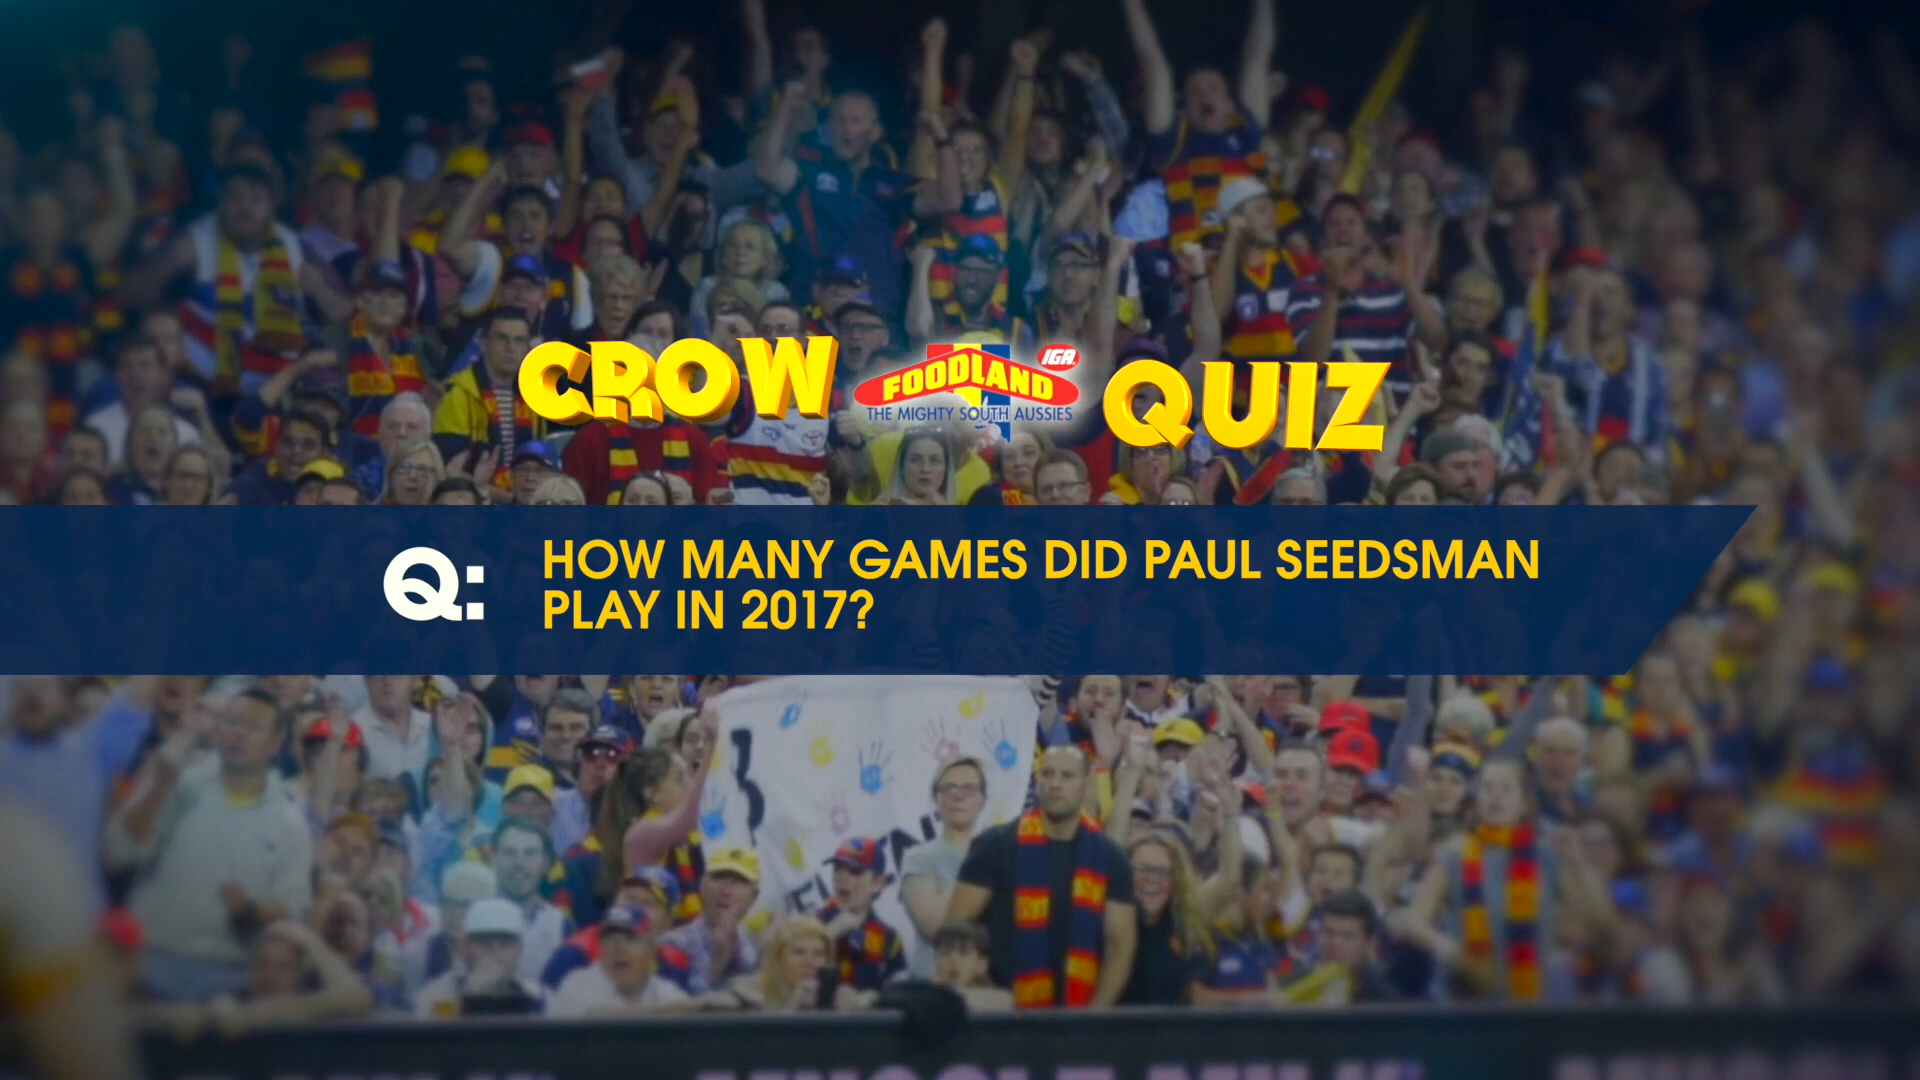 CROW
FOODLAND
IGA
THE MIGHTY SOUTH AUSSIES
QUIZ
Q:
HOW MANY GAMES DID PAUL SEEDSMAN
PLAY IN 2017?